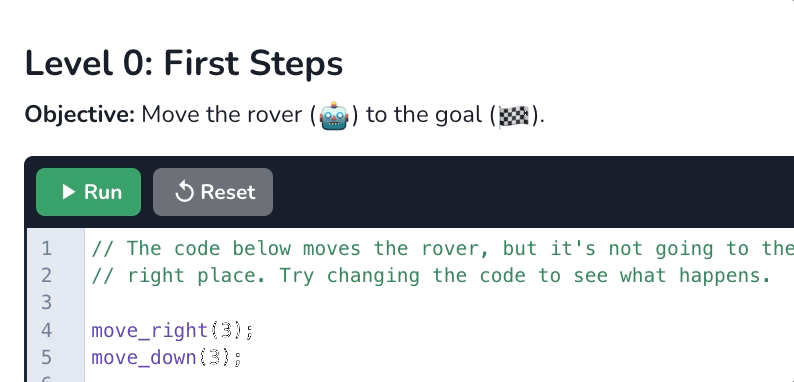 Level 0: First Steps
Objective: Move the rover (🤖) to the goal (🏁).
Run
Reset
1 // The code below moves the rover, but it's not going to the
2 // right place. Try changing the code to see what happens.
3
4 move_right(3);
5 move_down(3);